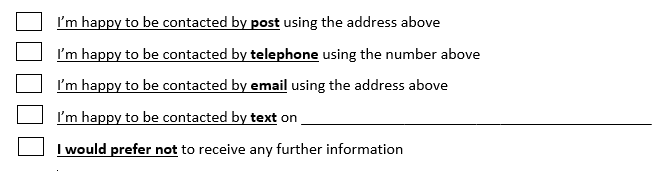 I'm happy to be contacted by post using the address above
I'm happy to be contacted by telephone using the number above
I'm happy to be contacted by email using the address above
I'm happy to be contacted by text on ___________________________________________
I would prefer not to receive any further information